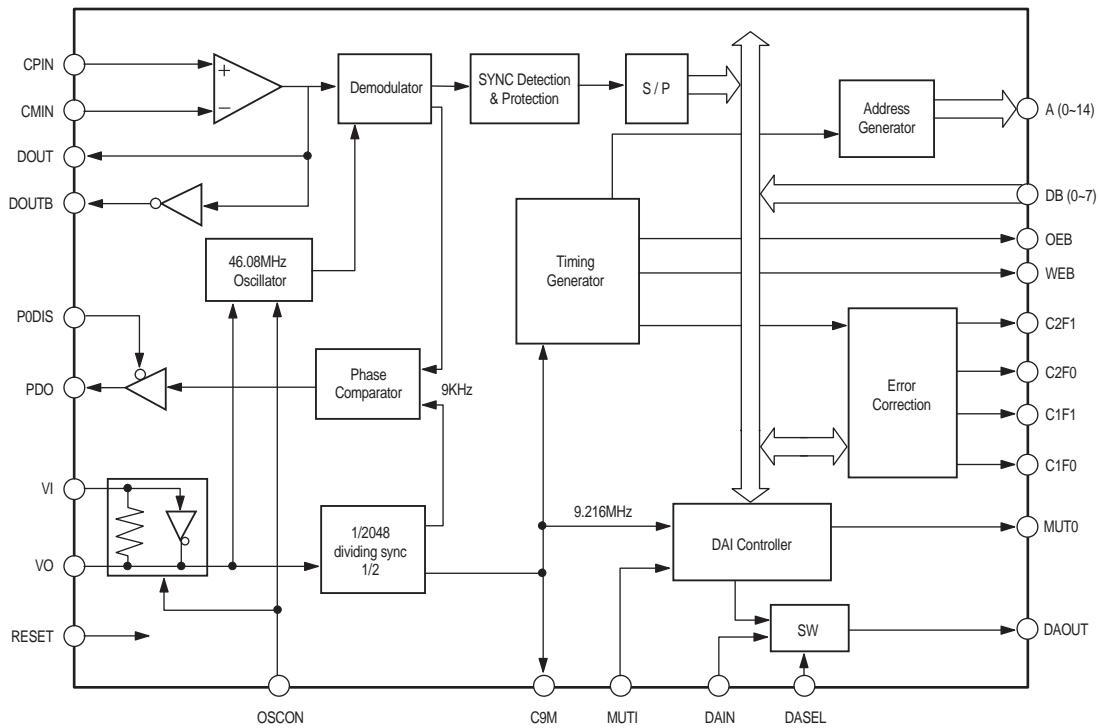 CPIN
CMIN
DOUT
DOUTB
P0DIS
PDO
VI
VO
RESET
+
−
Demodulator
SYNC Detection
& Protection
S / P
Address
Generator
46.08MHz
Oscillator
Timing
Generator
Phase
Comparator
9KHz
Error
Correction
1/2048
dividing sync
1/2
9.216MHz
DAI Controller
SW
A (0~14)
DB (0~7)
OEB
WEB
C2F1
C2F0
C1F1
C1F0
MUT0
DAOUT
OSCON
C9M
MUTI
DAIN
DASEL